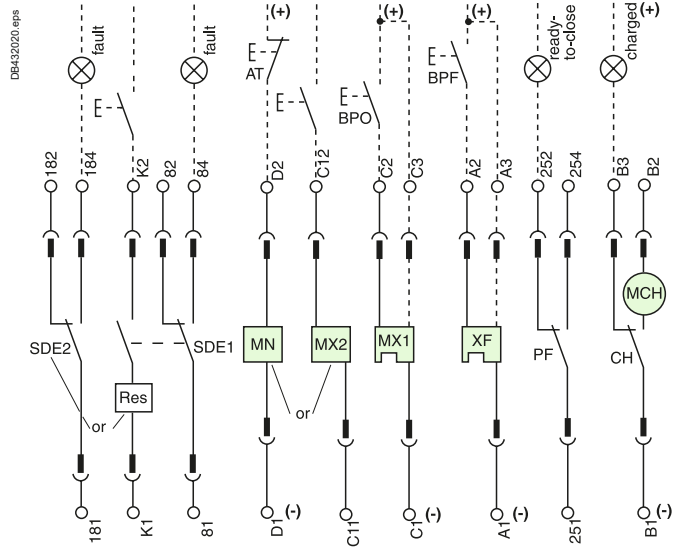 DB432020.eps
fault
fault
(+)
(+)
(+)
ready-
to-close
charged
(+)
AT
BPO
BPF
182
184
K2
82
84
D2
C12
C2
C3
A2
A3
252
254
B3
B2
MCH
SDE2
SDE1
MN
MX2
MX1
XF
PF
CH
Res
or
or
181
K1
81
D1
(-)
C11
C1
(-)
A1
(-)
251
B1
(-)